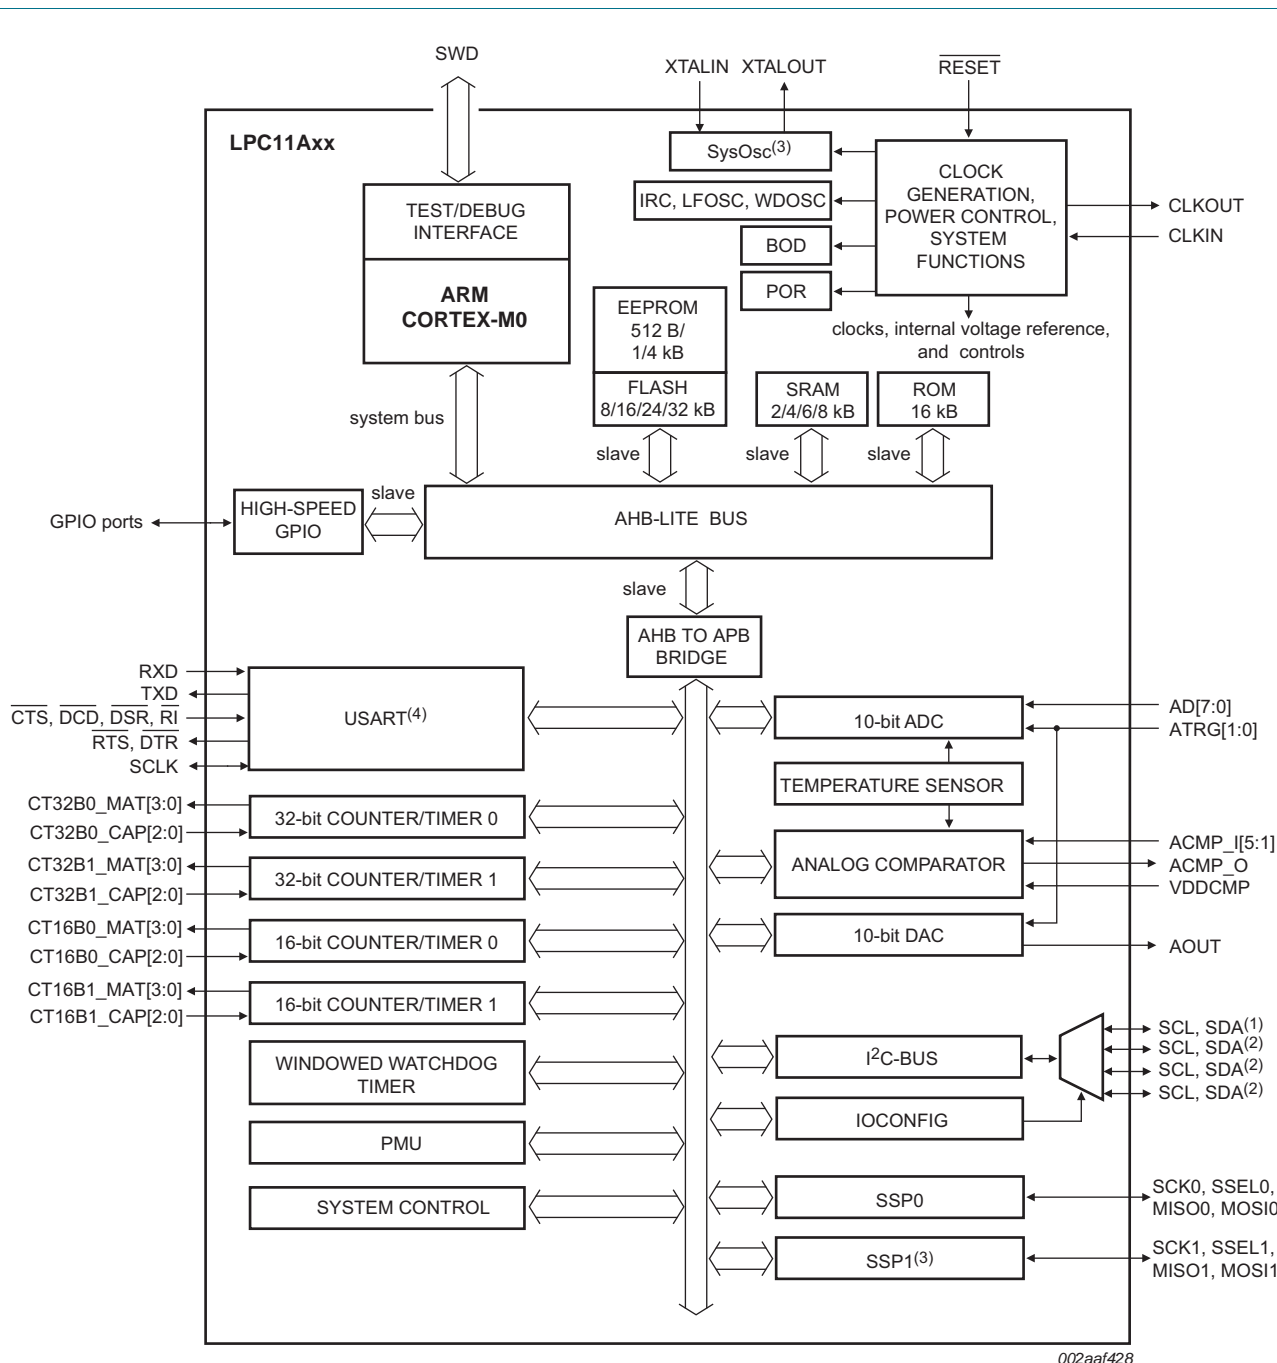 SWD
XTALIN XTALOUT
RESET
LPC11Axx
SysOsc(3)
IRC, LFOSC, WDOSC
BOD
POR
CLOCK
GENERATION,
POWER CONTROL,
SYSTEM
FUNCTIONS
CLKOUT
CLKIN
clocks, internal voltage reference,
and controls
TEST/DEBUG
INTERFACE
ARM
CORTEX-M0
system bus
EEPROM
512 B/
1/4 kB
FLASH
8/16/24/32 kB
SRAM
2/4/6/8 kB
ROM
16 kB
slave
slave
slave
GPIO ports
HIGH-SPEED
GPIO
slave
AHB-LITE BUS
slave
AHB TO APB
BRIDGE
RXD
TXD
CTS, DCD, DSR, RI
RTS, DTR
SCLK
USART(4)
CT32B0_MAT[3:0]
CT32B0_CAP[2:0]
32-bit COUNTER/TIMER 0
CT32B1_MAT[3:0]
CT32B1_CAP[2:0]
32-bit COUNTER/TIMER 1
CT16B0_MAT[3:0]
CT16B0_CAP[2:0]
16-bit COUNTER/TIMER 0
CT16B1_MAT[3:0]
CT16B1_CAP[2:0]
16-bit COUNTER/TIMER 1
WINDOWED WATCHDOG
TIMER
PMU
SYSTEM CONTROL
10-bit ADC
AD[7:0]
ATRG[1:0]
TEMPERATURE SENSOR
ANALOG COMPARATOR
ACMP_I[5:1]
ACMP_O
VDDCMP
10-bit DAC
AOUT
I2C-BUS
SCL, SDA(1)
SCL, SDA(2)
SCL, SDA(2)
SCL, SDA(2)
IOCONFIG
SSP0
SCK0, SSEL0,
MISO0, MOSI0
SSP1(3)
SCK1, SSEL1,
MISO1, MOSI1
002aaf428